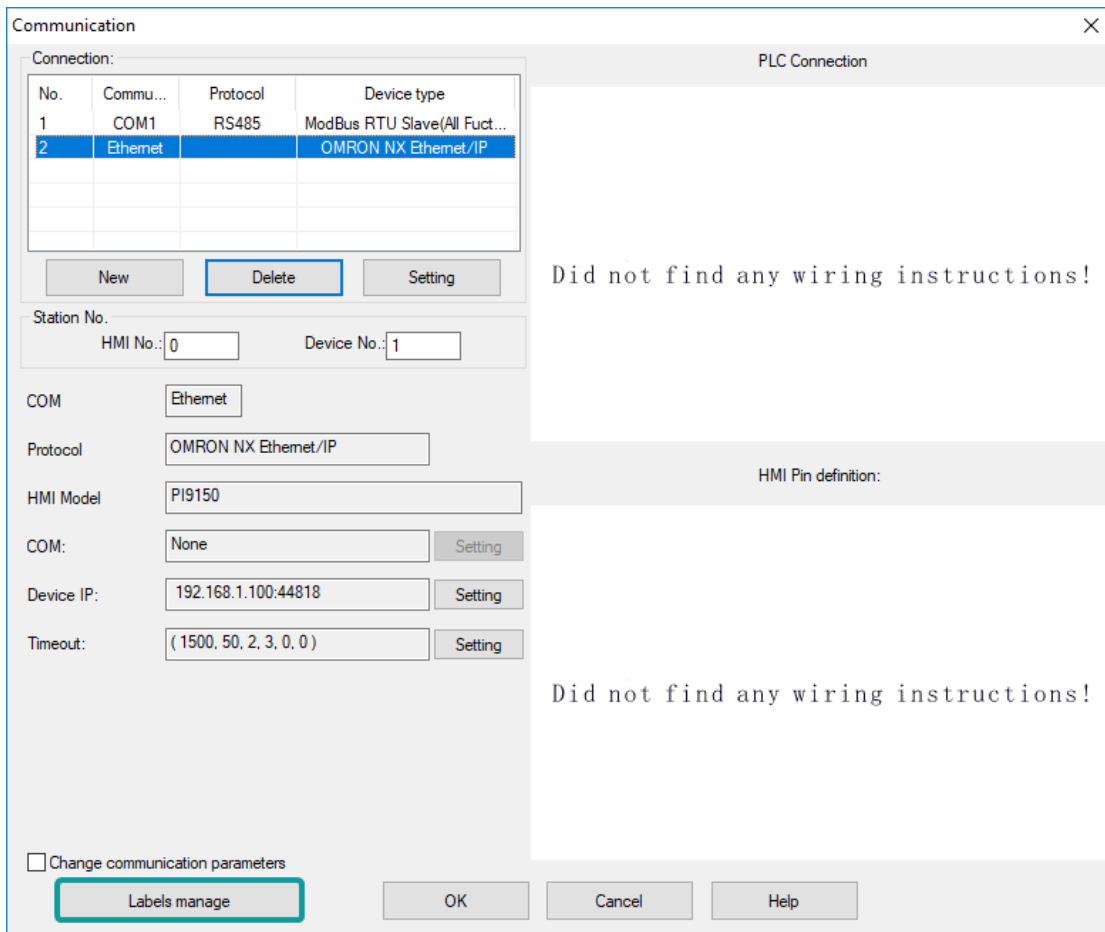 Communication
Connection:
No. Commu... Protocol Device type
1 COM1 RS485 ModBus RTU Slave(All Fuct...
2 Ethernet OMRON NX Ethernet/IP
New Delete Setting
Station No.
HMI No.: 0 Device No.: 1
COM Ethernet
Protocol OMRON NX Ethernet/IP
HMI Model PI9150
COM: None Setting
Device IP: 192.168.1.100:44818 Setting
Timeout: ( 1500, 50, 2, 3, 0, 0 ) Setting
PLC Connection
Did not find any wiring instructions!
HMI Pin definition:
Did not find any wiring instructions!
Change communication parameters
Labels manage OK Cancel Help